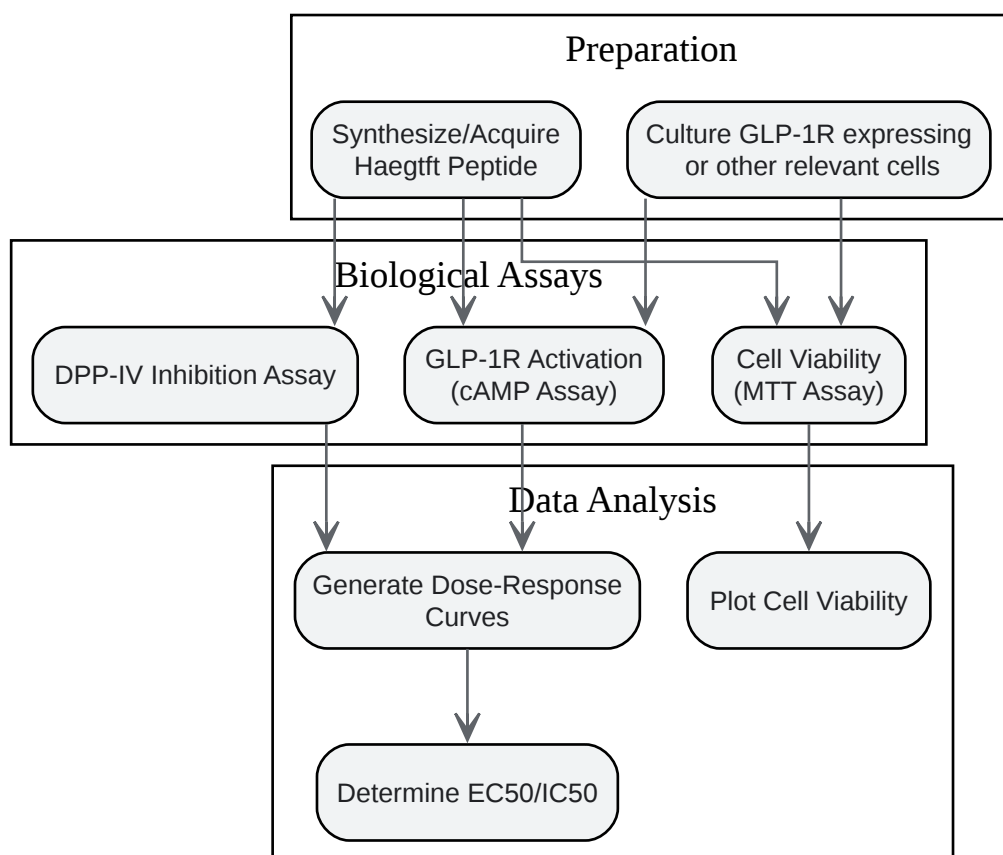 Preparation
Synthesize/Acquire
Haegtft Peptide
Culture GLP-1R expressing
or other relevant cells
Biological Assays
DPP-IV Inhibition Assay
GLP-1R Activation
(cAMP Assay)
Cell Viability
(MTT Assay)
Data Analysis
Generate Dose-Response
Curves
Plot Cell Viability
Determine EC50/IC50